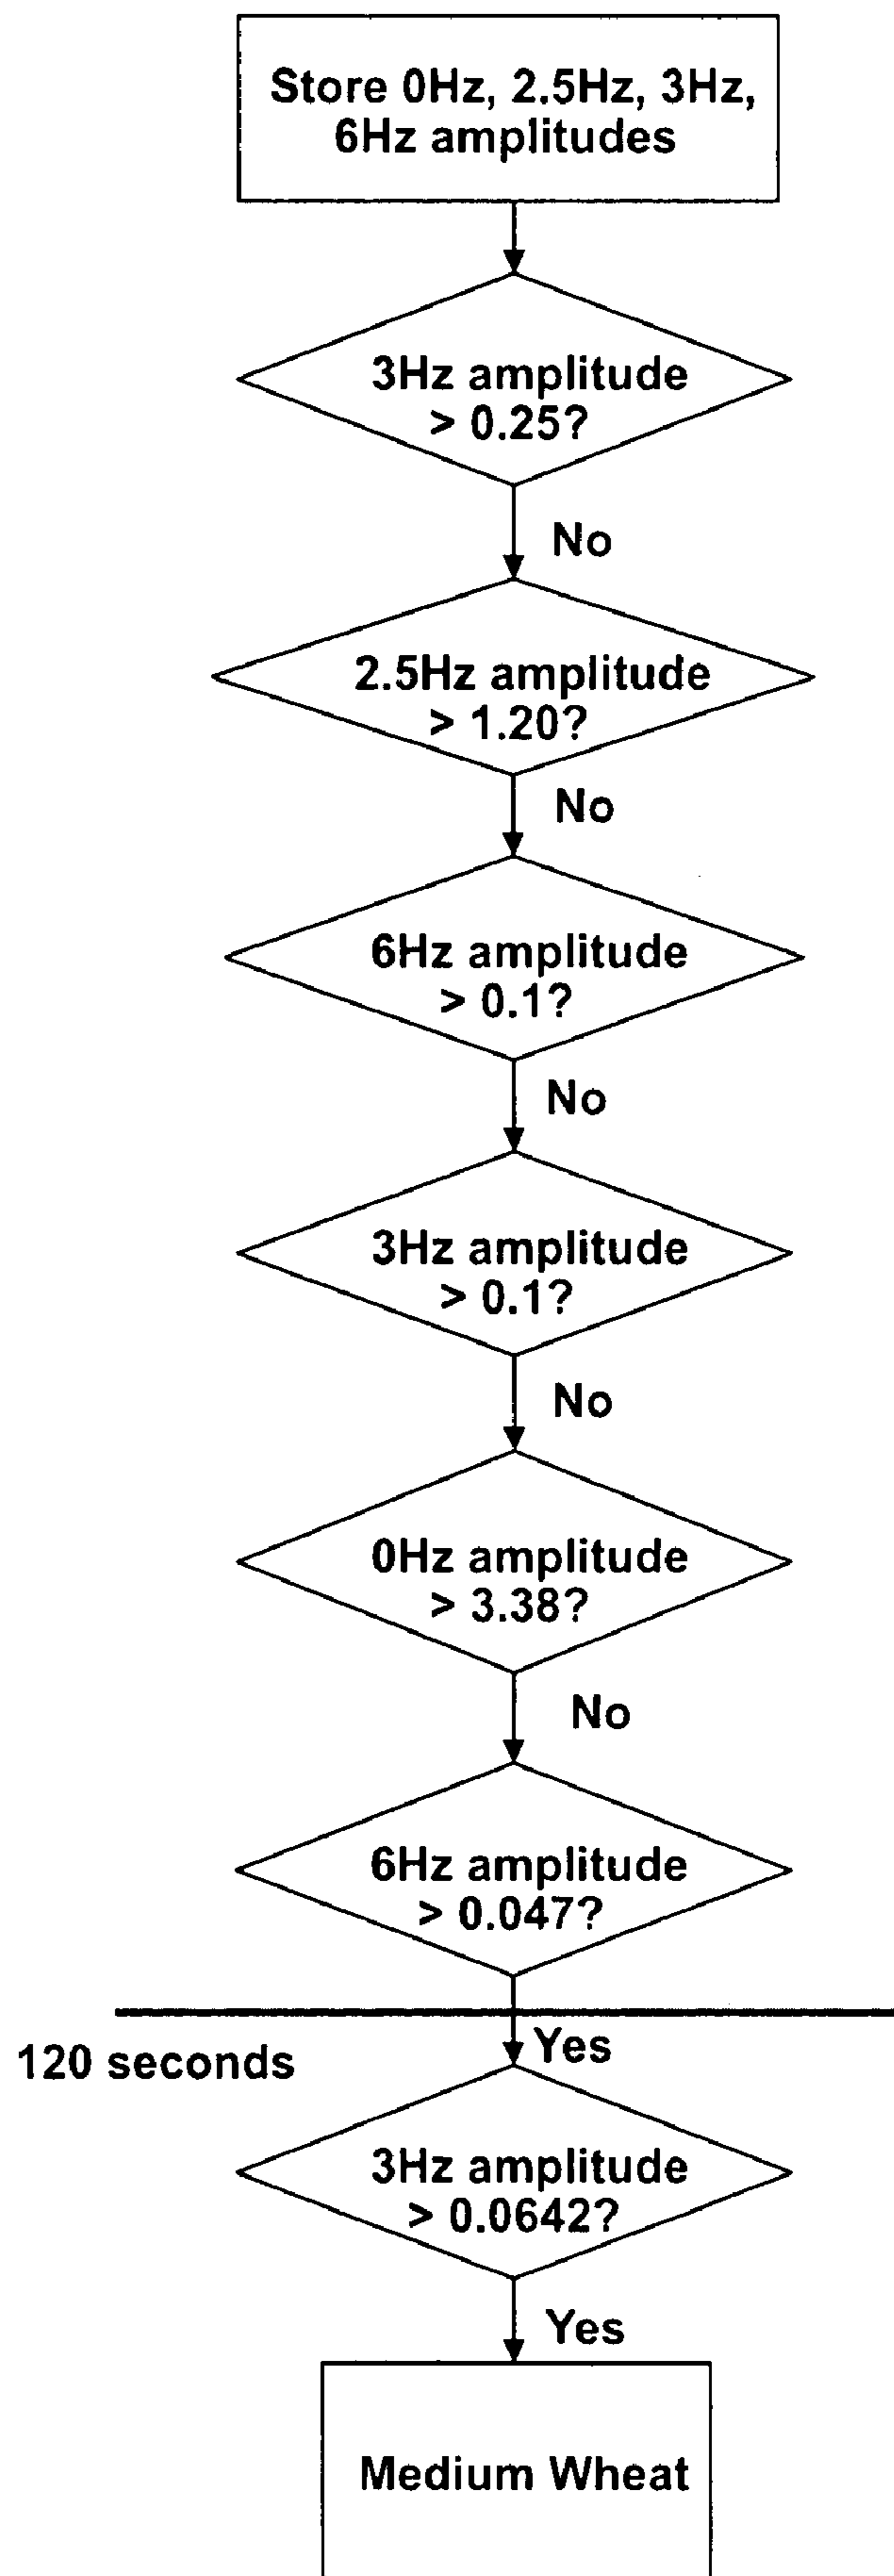 Store 0Hz, 2.5Hz, 3Hz,
6Hz amplitudes
3Hz amplitude
> 0.25?
No
2.5Hz amplitude
> 1.20?
No
6Hz amplitude
> 0.1?
No
3Hz amplitude
> 0.1?
No
0Hz amplitude
> 3.38?
No
6Hz amplitude
> 0.047?
Yes
120 seconds
3Hz amplitude
> 0.0642?
Yes
Medium Wheat